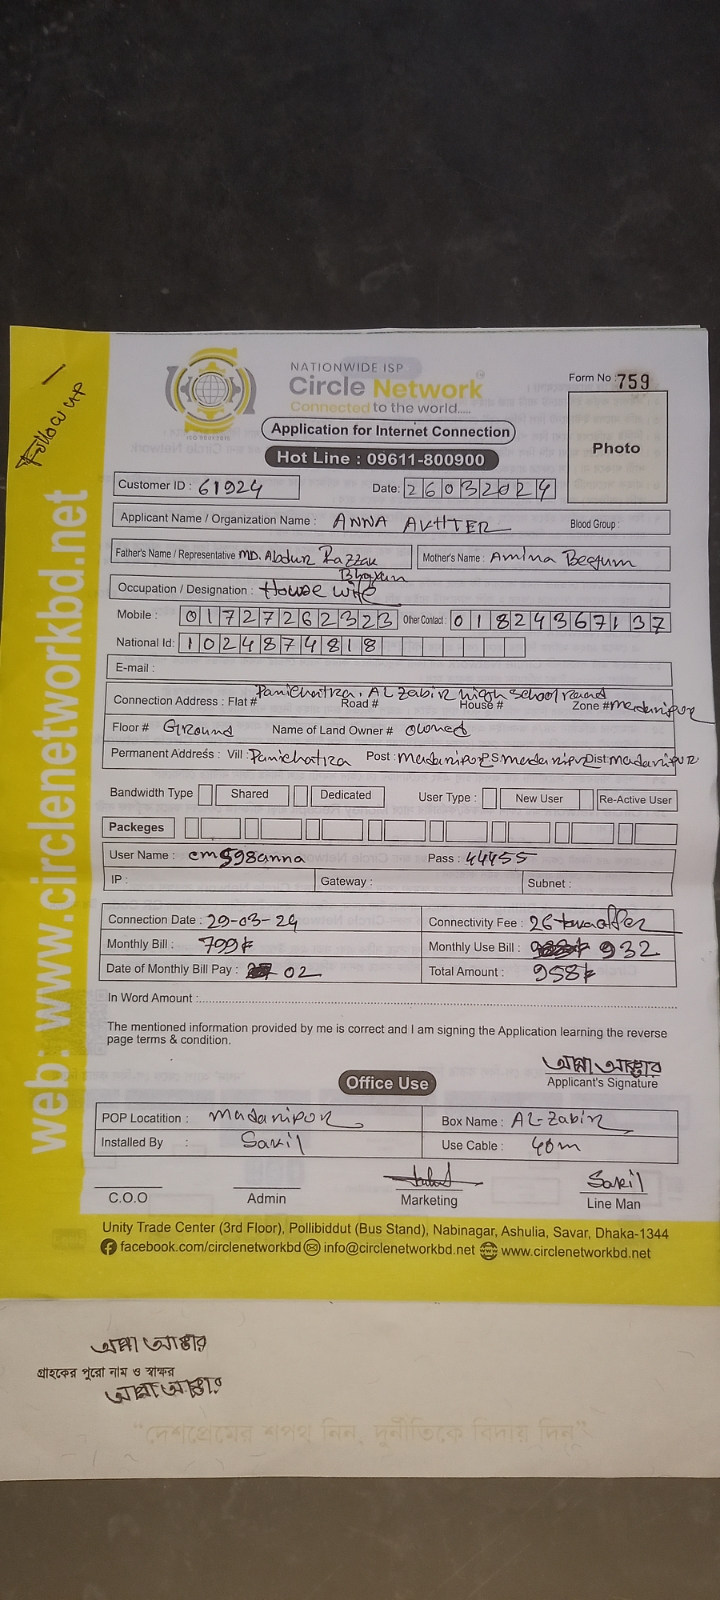 NATIONWIDE ISP
Circle Network
Connected to the world.....
Form No : 759
Follow up
Application for Internet Connection
Hot Line : 09611-800900
Photo
Customer ID : 61924 Date: 26032024
Applicant Name / Organization Name : ANNA AKHTER Blood Group :
Father's Name / Representative MD. Abdur Razzak Bhoyun Mother's Name : Amina Begum
Occupation / Designation : House wife
Mobile : 01727262323 Other Contact : 01824367137
National Id: 1024874818
E-mail :
Panichatra, AL Zabir high school road
Connection Address : Flat # Road # House # Zone # Madaripur
Floor # Ground Name of Land Owner # Owned
Permanent Address : Vill : Panichatra Post : Madaripur PS Madaripur Dist: Madaripur
Bandwidth Type Shared Dedicated User Type : New User Re-Active User
Packeges
User Name : cm598anna Pass : 44455
IP : Gateway : Subnet :
Connection Date : 29-03-24 Connectivity Fee : 26 taka offer
Monthly Bill : 799৳ Monthly Use Bill : 932
Date of Monthly Bill Pay : 02 Total Amount : 958৳
In Word Amount :
The mentioned information provided by me is correct and I am signing the Application learning the reverse
page terms & condition.
আন্না আক্তার
Applicant's Signature
Office Use
POP Locatition : Madaripur Box Name : AL-Zabir
Installed By : Sakil Use Cable : 40m
Sakil
C.O.O Admin Marketing Line Man
Unity Trade Center (3rd Floor), Pollibiddut (Bus Stand), Nabinagar, Ashulia, Savar, Dhaka-1344
facebook.com/circlenetworkbd info@circlenetworkbd.net www.circlenetworkbd.net
web: www.circlenetworkbd.net
আন্না আক্তার
গ্রাহকের পুরো নাম ও স্বাক্ষর
আন্না আক্তার
"দেশপ্রেমের শপথ নিন, দুর্নীতিকে বিদায় দিন"